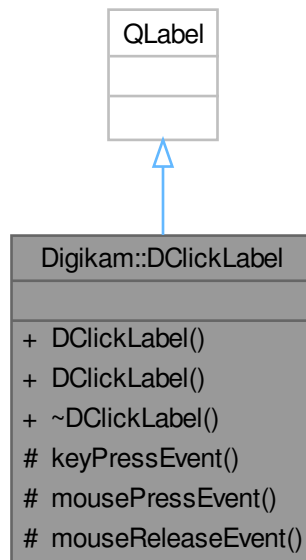 QLabel
Digikam::DClickLabel
+ DClickLabel()
+ DClickLabel()
+ ~DClickLabel()
# keyPressEvent()
# mousePressEvent()
# mouseReleaseEvent()